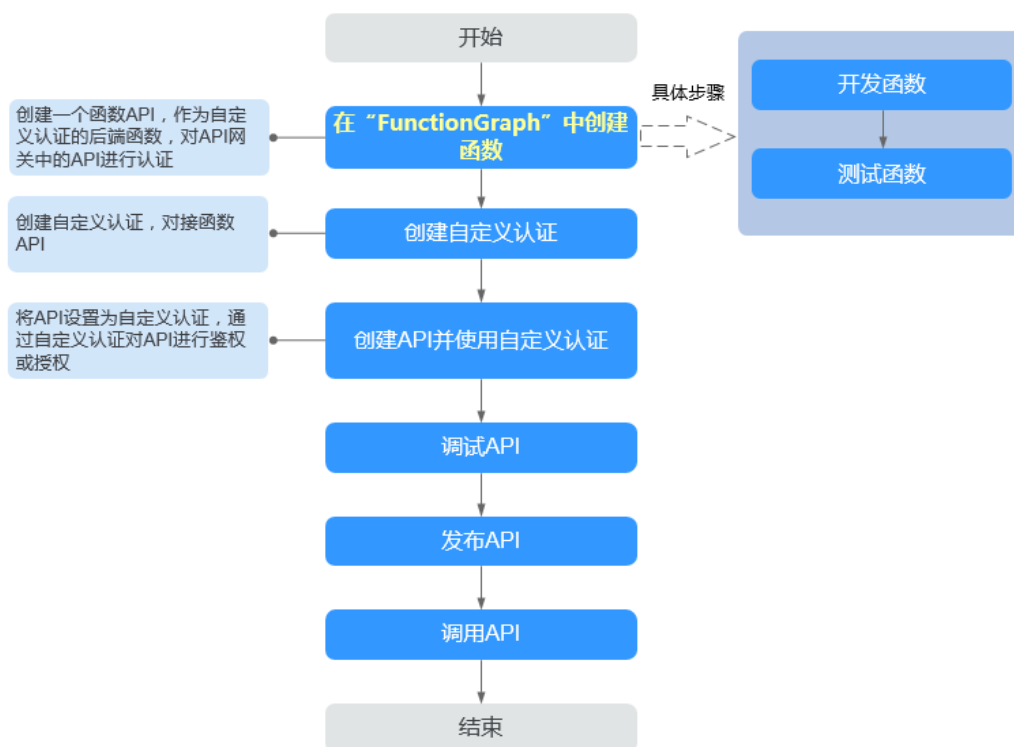 开始
创建一个函数API，作为自定
义认证的后端函数，对API网
关中的API进行认证
在“FunctionGraph”中创建
函数
具体步骤
开发函数
测试函数
创建自定义认证，对接函数
API
创建自定义认证
将API设置为自定义认证，通
过自定义认证对API进行鉴权
或授权
创建API并使用自定义认证
调试API
发布API
调用API
结束